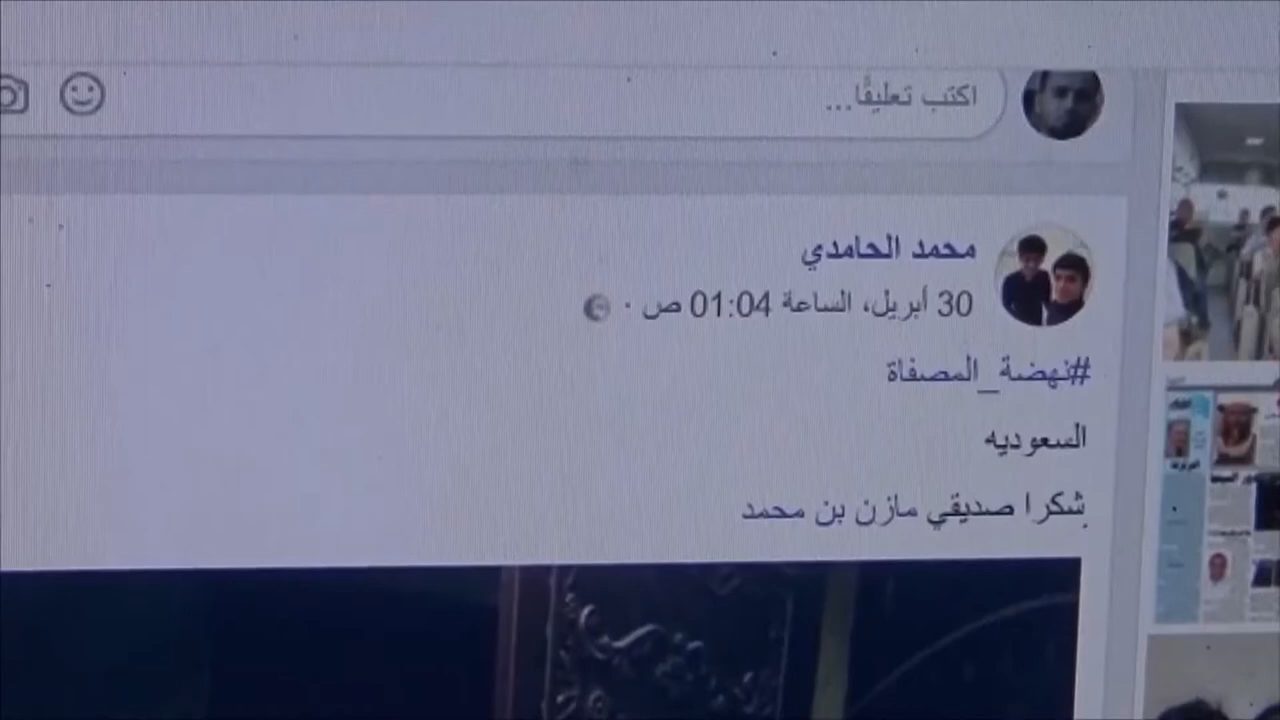 اكتب تعليقًا...
محمد الحامدي
30 أبريل، الساعة 01:04 ص ·
#نهضة_المصفاة
السعوديه
شكرا صديقي مازن بن محمد